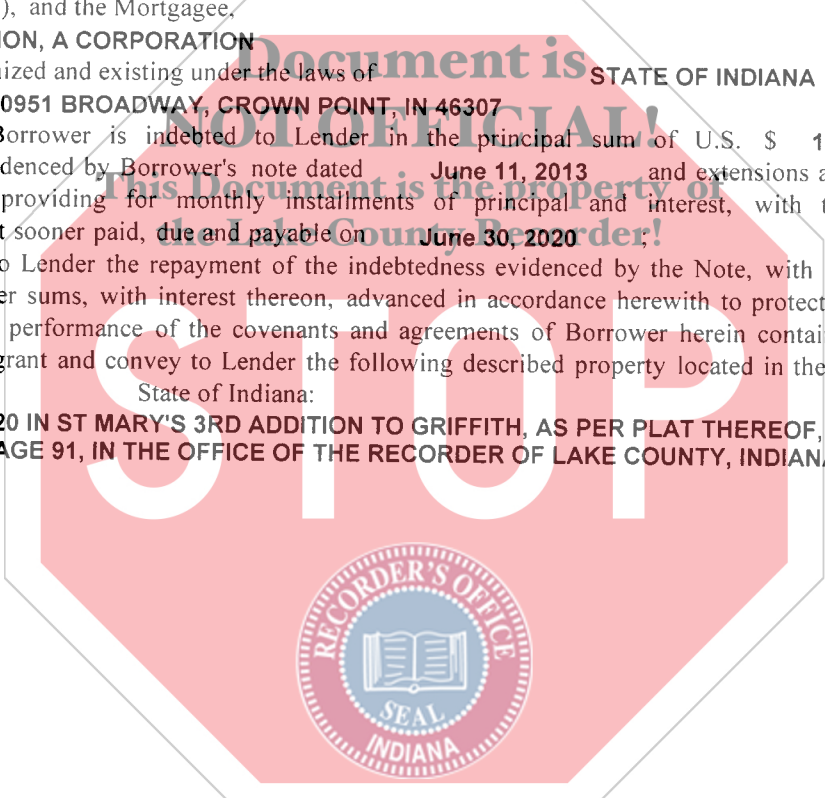 ), and the Mortgagee,
ION, A CORPORATION
ized and existing under the laws of STATE OF INDIANA
0951 BROADWAY, CROWN POINT, IN 46307
Borrower is indebted to Lender in the principal sum of U.S. $ 1
denced by Borrower's note dated June 11, 2013 and extensions a
providing for monthly installments of principal and interest, with t
t sooner paid, due and payable on June 30, 2020 ;
o Lender the repayment of the indebtedness evidenced by the Note, with
er sums, with interest thereon, advanced in accordance herewith to protect
performance of the covenants and agreements of Borrower herein contai
grant and convey to Lender the following described property located in the
State of Indiana:
20 IN ST MARY'S 3RD ADDITION TO GRIFFITH, AS PER PLAT THEREOF,
AGE 91, IN THE OFFICE OF THE RECORDER OF LAKE COUNTY, INDIANA
Document is
NOT OFFICIAL!
This Document is the property of
the Lake County Recorder!
STOP
RECORDER'S OFFICE
SEAL
INDIANA